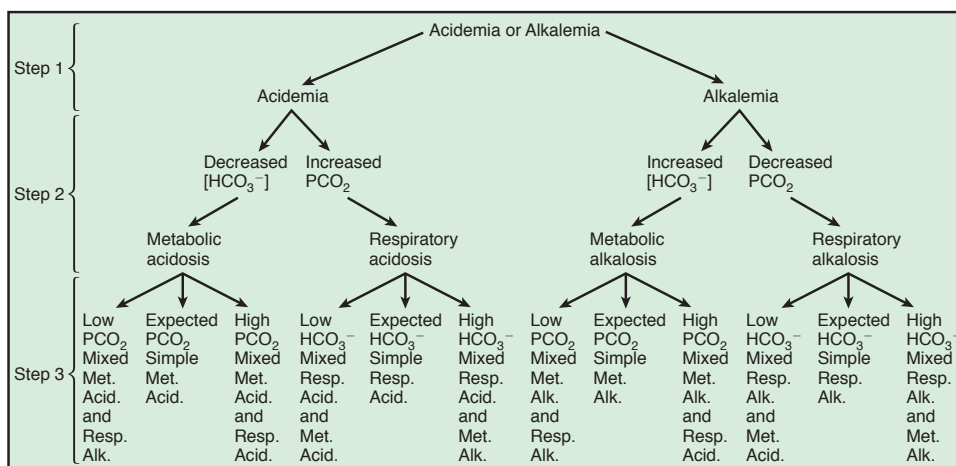 Acidemia or Alkalemia
Step 1
Acidemia
Alkalemia
Decreased
[HCO₃⁻]
Increased
PCO₂
Increased
[HCO₃⁻]
Decreased
PCO₂
Step 2
Metabolic
acidosis
Respiratory
acidosis
Metabolic
alkalosis
Respiratory
alkalosis
Step 3
Low
PCO₂
Mixed
Met.
Acid.
and
Resp.
Alk.
Expected
PCO₂
Simple
Met.
Acid.
High
PCO₂
Mixed
Met.
Acid.
and
Resp.
Acid.
Low
HCO₃⁻
Mixed
Resp.
Acid.
and
Met.
Acid.
Expected
HCO₃⁻
Simple
Resp.
Acid.
High
HCO₃⁻
Mixed
Resp.
Acid.
and
Met.
Alk.
Low
PCO₂
Mixed
Met.
Alk.
and
Resp.
Alk.
Expected
PCO₂
Simple
Met.
Alk.
High
PCO₂
Mixed
Met.
Alk.
and
Resp.
Acid.
Low
HCO₃⁻
Mixed
Resp.
Alk.
and
Met.
Acid.
Expected
HCO₃⁻
Simple
Resp.
Alk.
High
HCO₃⁻
Mixed
Resp.
Alk.
and
Met.
Alk.